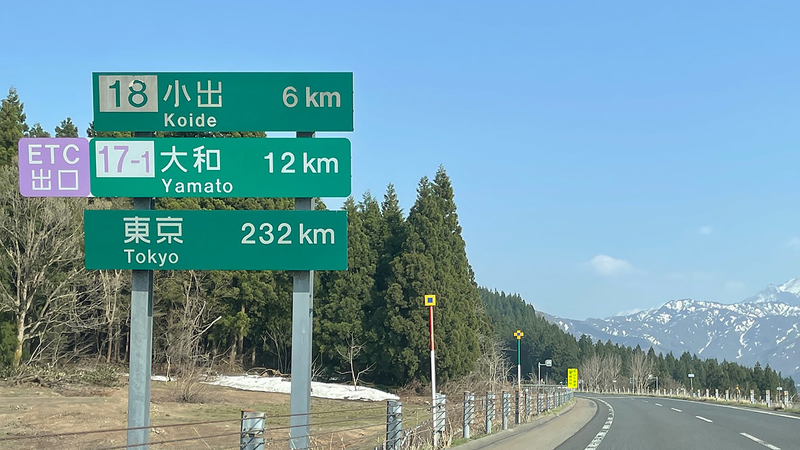 18 小出 6 km
Koide
ETC
出口
17-1 大和 12 km
Yamato
東京 232 km
Tokyo